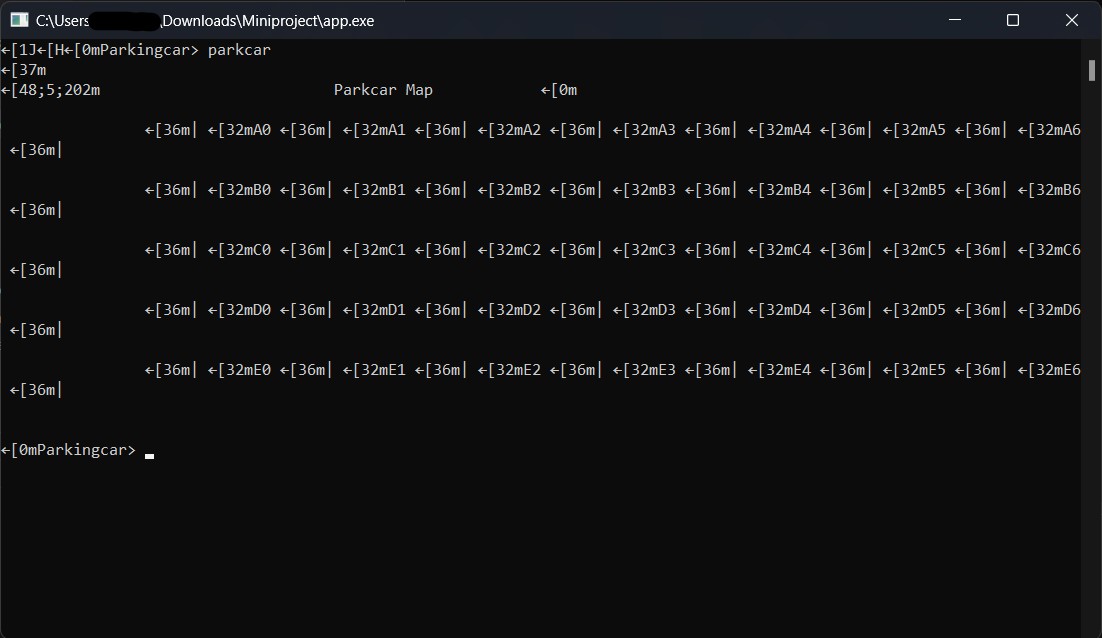 C:\Users\Downloads\Miniproject\app.exe
←[1J←[H←[0mParkingcar> parkcar
←[37m
←[48;5;202m Parkcar Map ←[0m
←[36m| ←[32mA0 ←[36m| ←[32mA1 ←[36m| ←[32mA2 ←[36m| ←[32mA3 ←[36m| ←[32mA4 ←[36m| ←[32mA5 ←[36m| ←[32mA6
←[36m|
←[36m| ←[32mB0 ←[36m| ←[32mB1 ←[36m| ←[32mB2 ←[36m| ←[32mB3 ←[36m| ←[32mB4 ←[36m| ←[32mB5 ←[36m| ←[32mB6
←[36m|
←[36m| ←[32mC0 ←[36m| ←[32mC1 ←[36m| ←[32mC2 ←[36m| ←[32mC3 ←[36m| ←[32mC4 ←[36m| ←[32mC5 ←[36m| ←[32mC6
←[36m|
←[36m| ←[32mD0 ←[36m| ←[32mD1 ←[36m| ←[32mD2 ←[36m| ←[32mD3 ←[36m| ←[32mD4 ←[36m| ←[32mD5 ←[36m| ←[32mD6
←[36m|
←[36m| ←[32mE0 ←[36m| ←[32mE1 ←[36m| ←[32mE2 ←[36m| ←[32mE3 ←[36m| ←[32mE4 ←[36m| ←[32mE5 ←[36m| ←[32mE6
←[36m|
←[0mParkingcar>